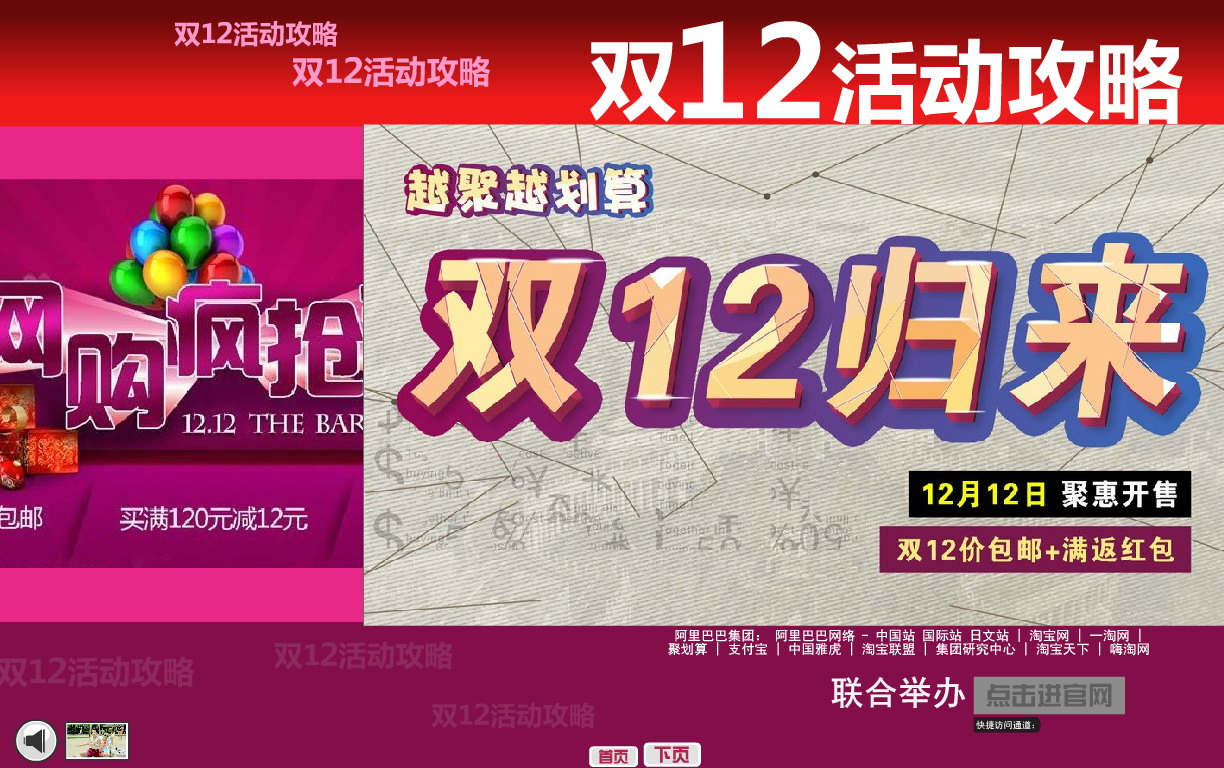 双12活动攻略
双12活动攻略
双12活动攻略
越聚越划算
双12归来
网购疯抢
12.12 THE BAR
包邮
买满120元减12元
12月12日 聚惠开售
双12价包邮+满返红包
阿里巴巴集团： 阿里巴巴网络 - 中国站 国际站 日文站 | 淘宝网 | 一淘网 |
聚划算 | 支付宝 | 中国雅虎 | 淘宝联盟 | 集团研究中心 | 淘宝天下 | 嗨淘网
双12活动攻略
双12活动攻略
双12活动攻略
联合举办 点击进官网
快捷访问通道：
首页 下页